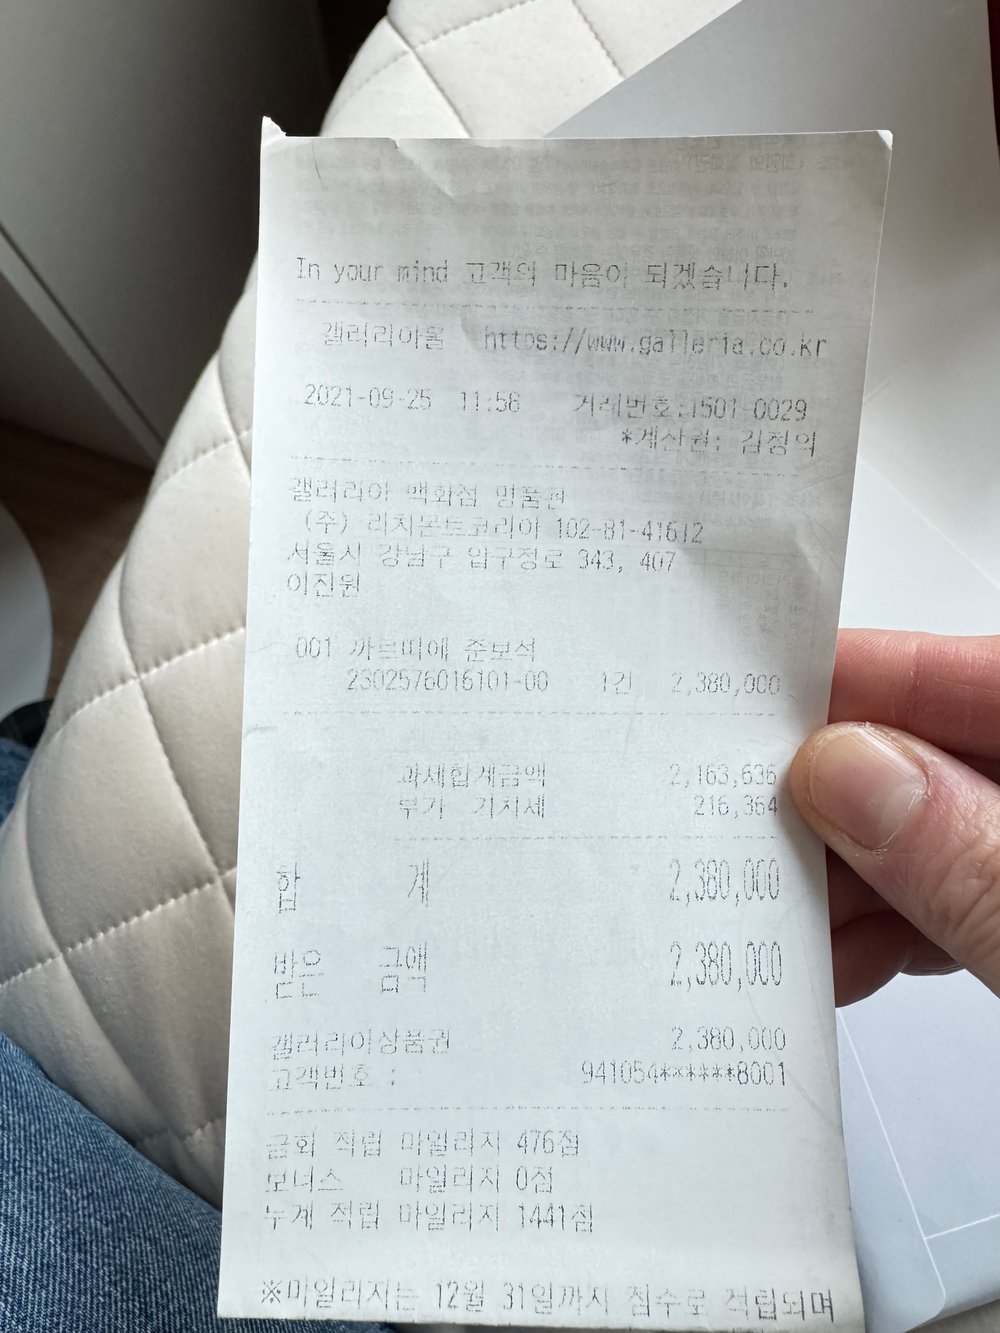 In your mind 고객의 마음이 되겠습니다.
갤러리아몰 https://www.galleria.co.kr
2021-09-25 11:58 거래번호:1501-0029
*계산원: 김정익
갤러리아 백화점 명품관
(주) 리치몬트코리아 102-81-41612
서울시 강남구 압구정로 343, 407
이진원
001 까르띠에 준보석
2302576016101-00 1건 2,380,000
과세합계금액 2,163,636
부가 가치세 216,364
합 계 2,380,000
받은 금액 2,380,000
갤러리아상품권 2,380,000
고객번호 : 941054******8001
금회 적립 마일리지 476점
보너스 마일리지 0점
누계 적립 마일리지 1441점
※마일리지는 12월 31일까지 점수로 적립되며